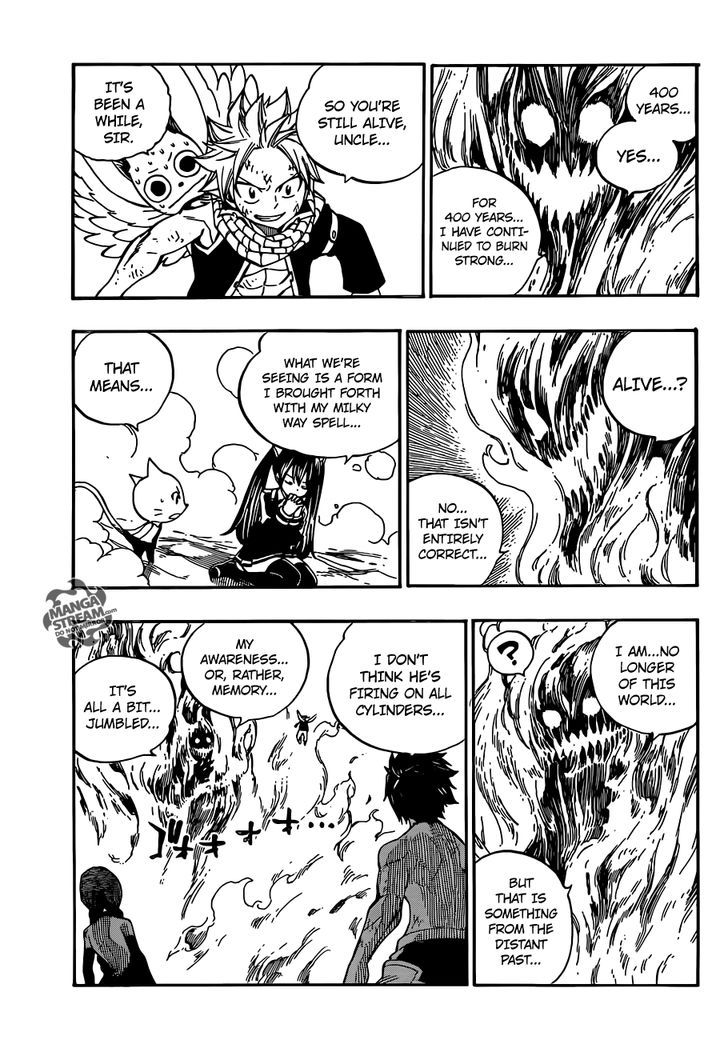 400
YEARS...
YES...
FOR
400 YEARS...
I HAVE CONTI-
NUED TO BURN
STRONG...
SO YOU'RE
STILL ALIVE,
UNCLE...
IT'S
BEEN A
WHILE,
SIR.
ALIVE...?
NO...
THAT ISN'T
ENTIRELY
CORRECT...
WHAT WE'RE
SEEING IS A FORM
I BROUGHT FORTH
WITH MY MILKY
WAY SPELL...
THAT
MEANS...
I AM...NO
LONGER
OF THIS
WORLD...
?
BUT
THAT IS
SOMETHING
FROM THE
DISTANT
PAST...
I DON'T
THINK HE'S
FIRING ON ALL
CYLINDERS...
MY
AWARENESS...
OR, RATHER,
MEMORY...
IT'S
ALL A BIT...
JUMBLED...
MANGA
STREAM.com